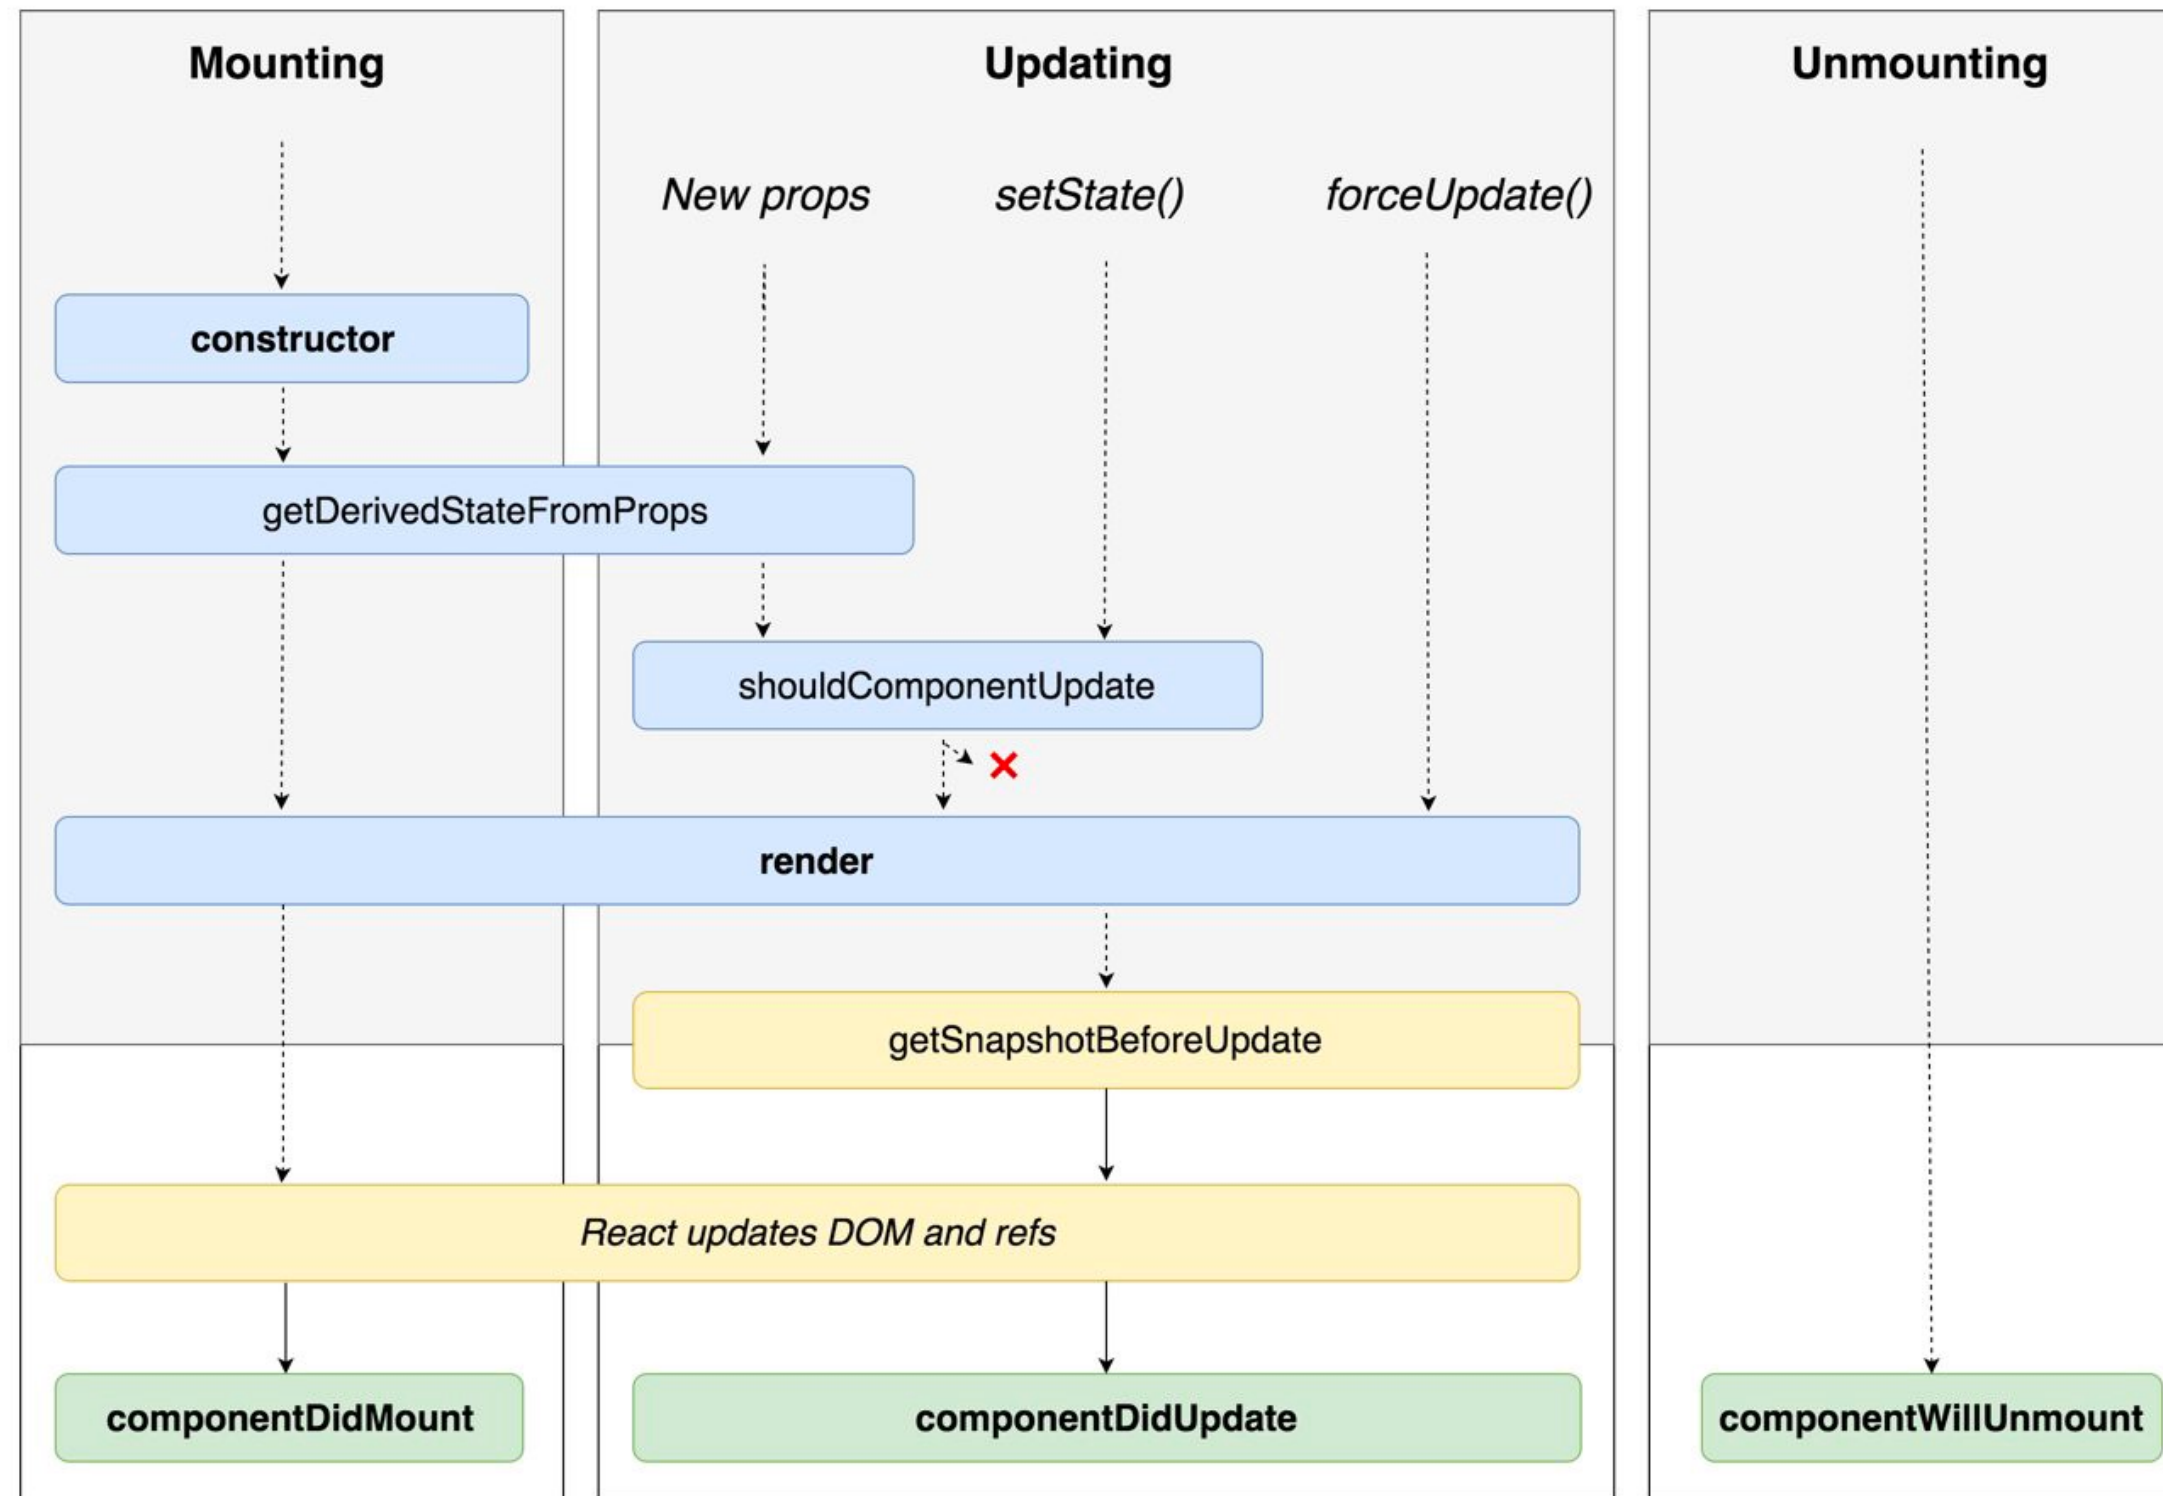 Mounting
Updating
Unmounting
New props
setState()
forceUpdate()
constructor
getDerivedStateFromProps
shouldComponentUpdate
render
getSnapshotBeforeUpdate
React updates DOM and refs
componentDidMount
componentDidUpdate
componentWillUnmount